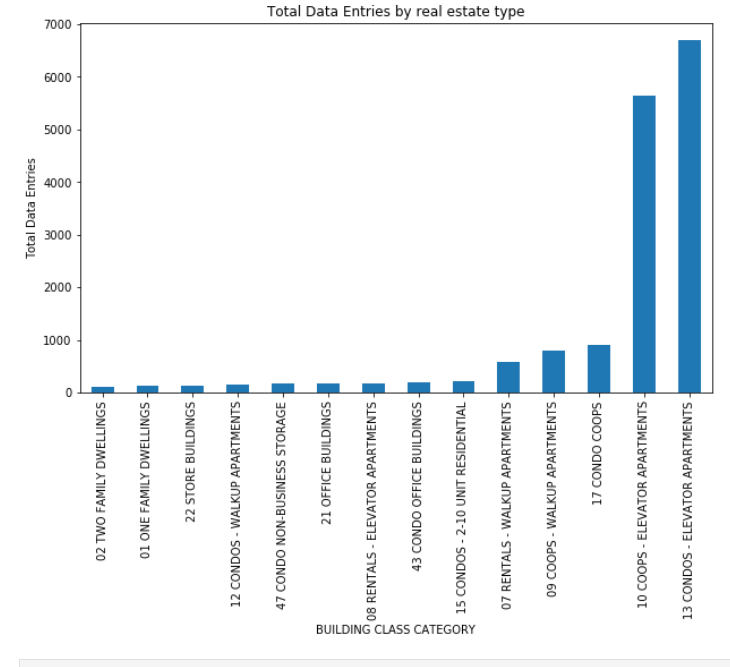 Total Data Entries by real estate type
7000
6000
5000
4000
3000
2000
1000
0
Total Data Entries
02 TWO FAMILY DWELLINGS
01 ONE FAMILY DWELLINGS
22 STORE BUILDINGS
12 CONDOS - WALKUP APARTMENTS
47 CONDO NON-BUSINESS STORAGE
21 OFFICE BUILDINGS
08 RENTALS - ELEVATOR APARTMENTS
43 CONDO OFFICE BUILDINGS
15 CONDOS - 2-10 UNIT RESIDENTIAL
07 RENTALS - WALKUP APARTMENTS
09 COOPS - WALKUP APARTMENTS
17 CONDO COOPS
10 COOPS - ELEVATOR APARTMENTS
13 CONDOS - ELEVATOR APARTMENTS
BUILDING CLASS CATEGORY